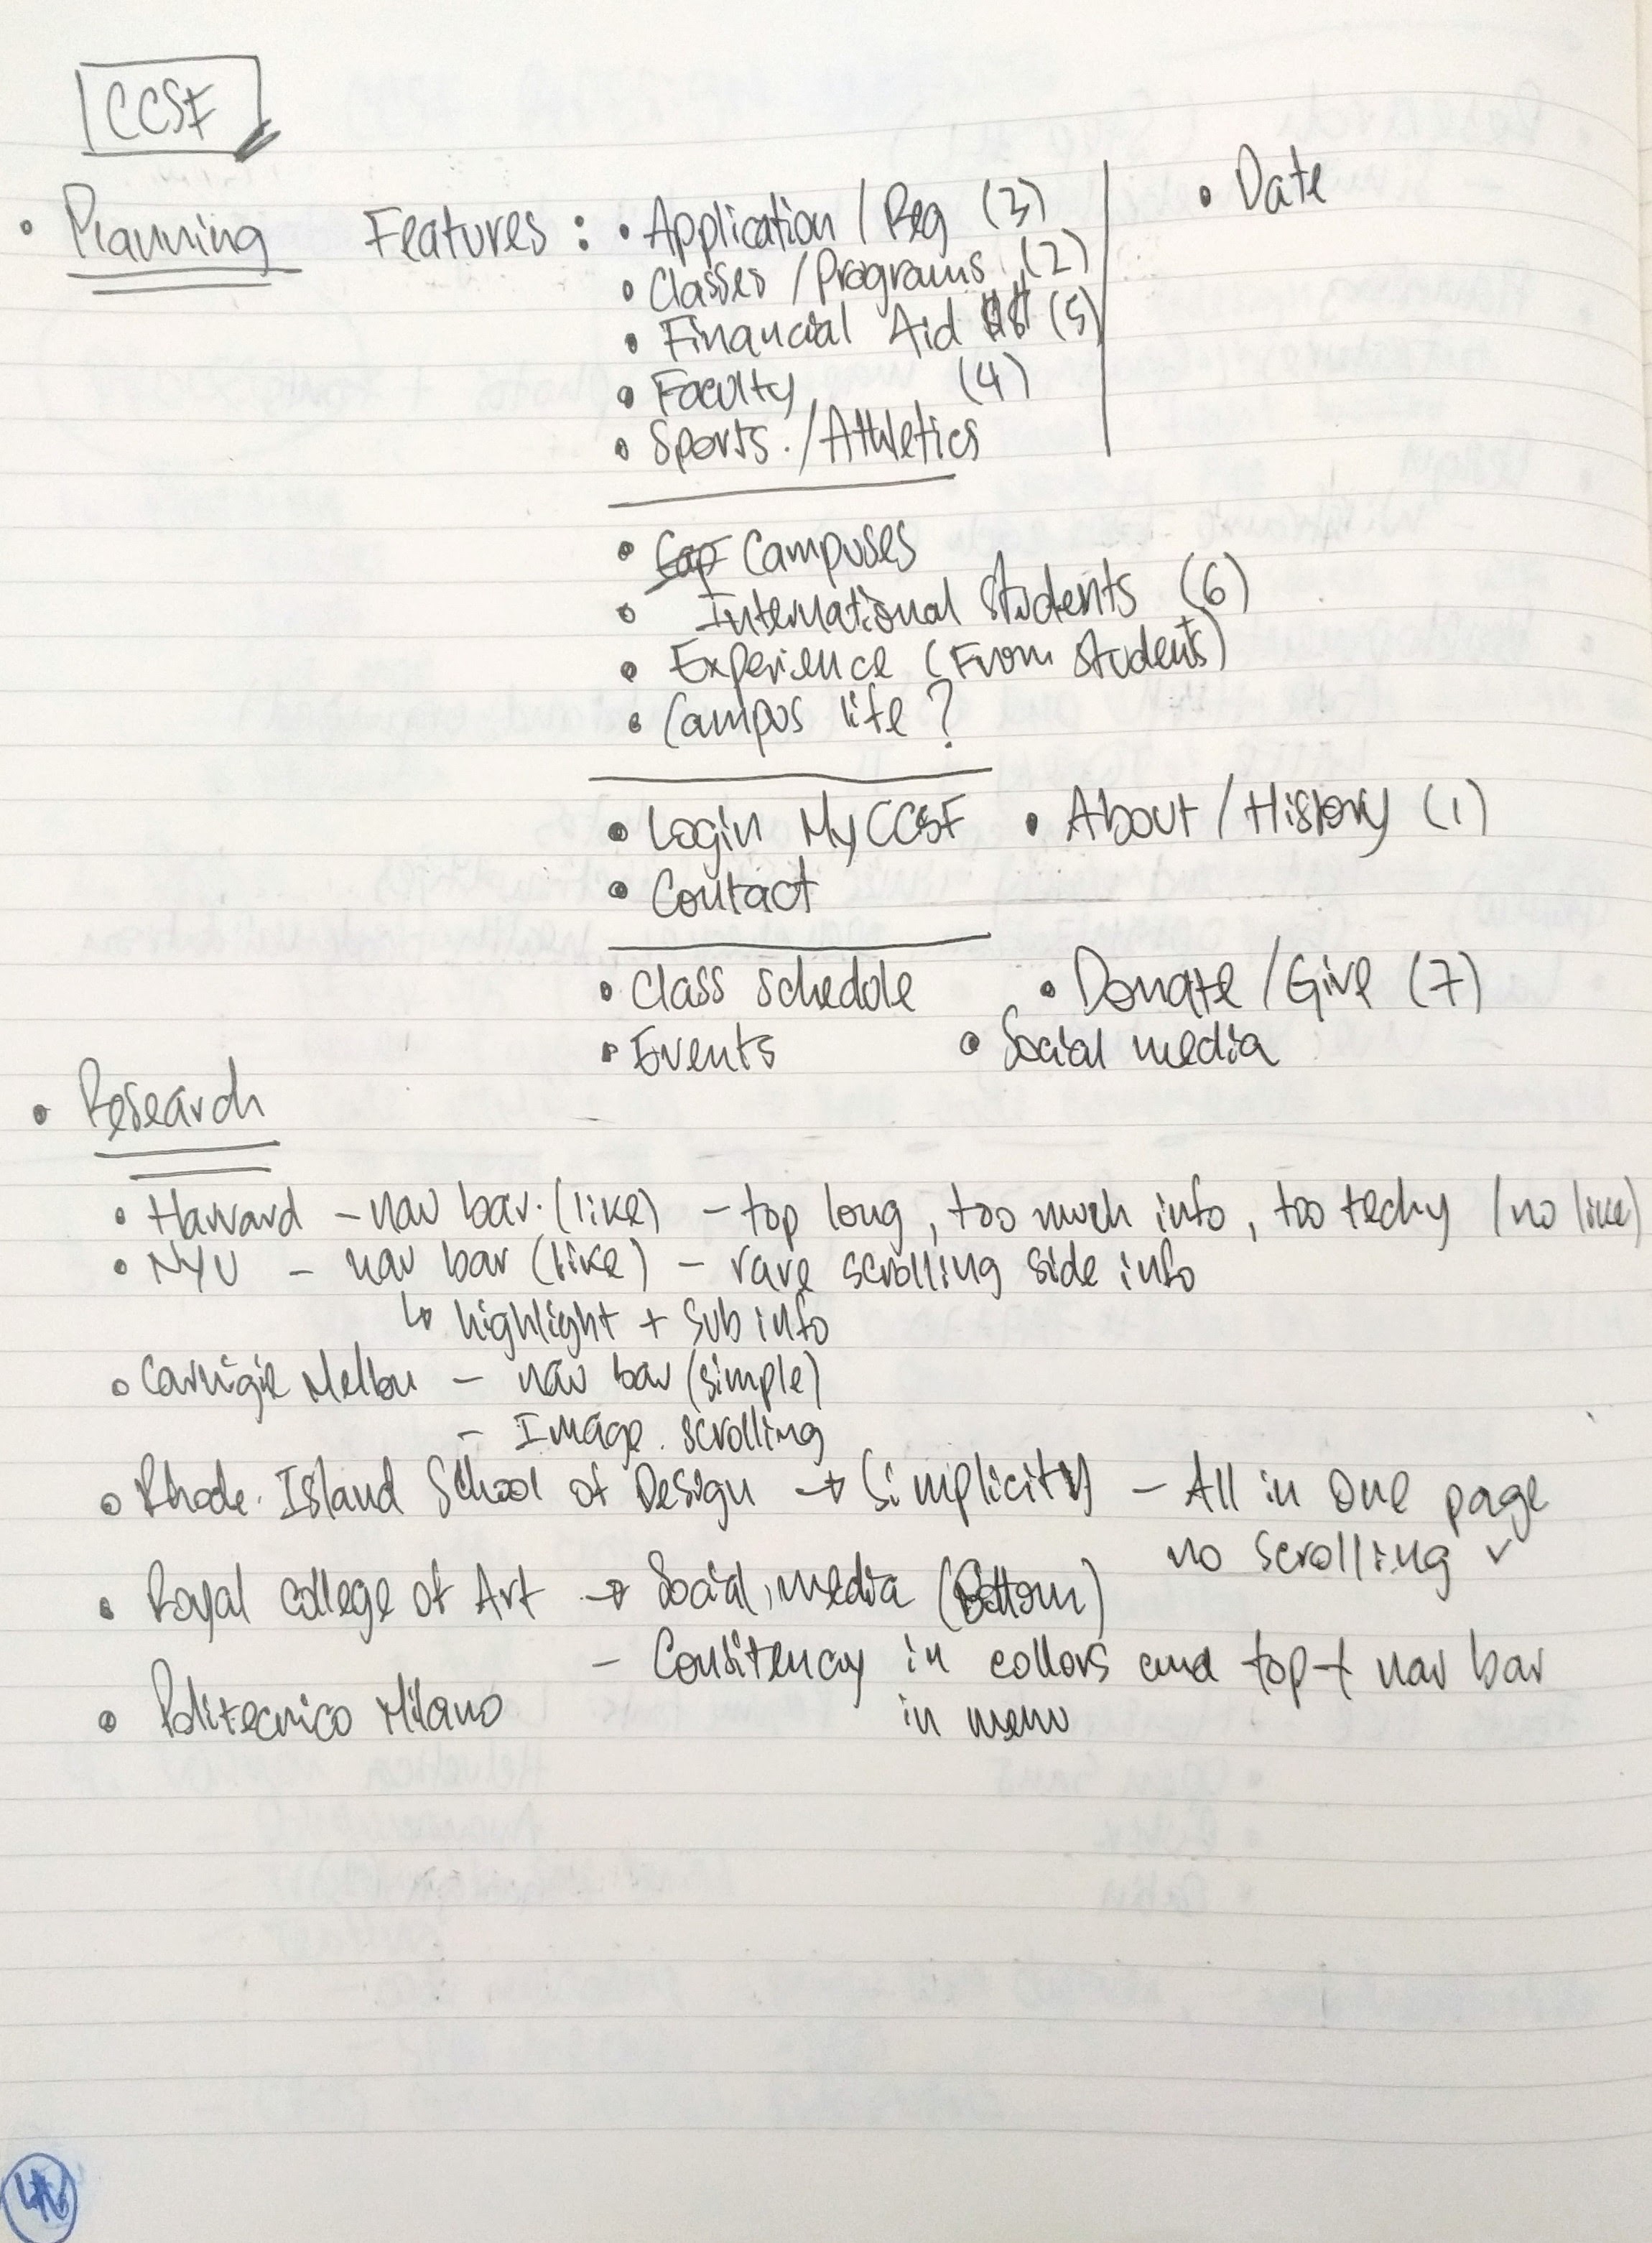 CCSF
• Planning Features : • Application / Reg (3) • Date
• Classes / Programs (2)
• Financial Aid $$ (5)
• Faculty (4)
• Sports / Athletics
• Cap Campuses
• International Students (6)
• Experience (From students)
• Campus life ?
• Login MyCCSF • About / History (1)
• Contact
• Class schedule • Donate / Give (7)
• Events • Social media
• Research
• Harvard - nav bar (like) - top long, too much info, too techy (no like)
• NYU - nav bar (like) - rare scrolling side info
↳ highlight + sub info
• Carnigie Mellon - nav bar (simple)
- Image scrolling
• Rhode Island School of Design → Simplicity - All in One page
no scrolling ✓
• Royal College of Art → Social media (Bottom)
- Consitency in collors and top + nav bar
in menu
• Politecnico Milano